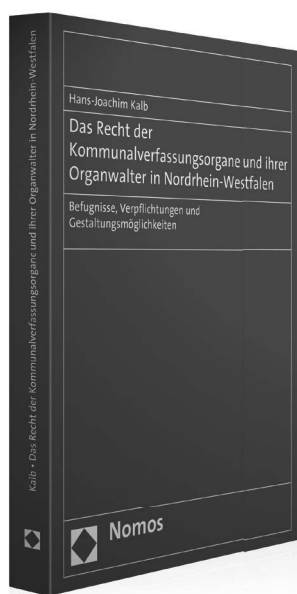 Kalb • Das Recht der Kommunalverfassungsorgane und ihrer Organwalter in Nordrhein-Westfalen
Hans-Joachim Kalb
Das Recht der
Kommunalverfassungsorgane und ihrer
Organwalter in Nordrhein-Westfalen
Befugnisse, Verpflichtungen und
Gestaltungsmöglichkeiten
Nomos